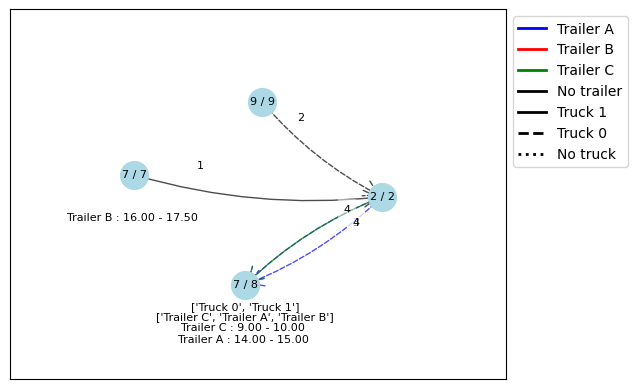 Trailer A
Trailer B
Trailer C
No trailer
Truck 1
Truck 0
No truck
9 / 9
2
1
7 / 7
2 / 2
4
4
Trailer B : 16.00 - 17.50
7 / 8
['Truck 0', 'Truck 1']
['Trailer C', 'Trailer A', 'Trailer B']
Trailer C : 9.00 - 10.00
Trailer A : 14.00 - 15.00